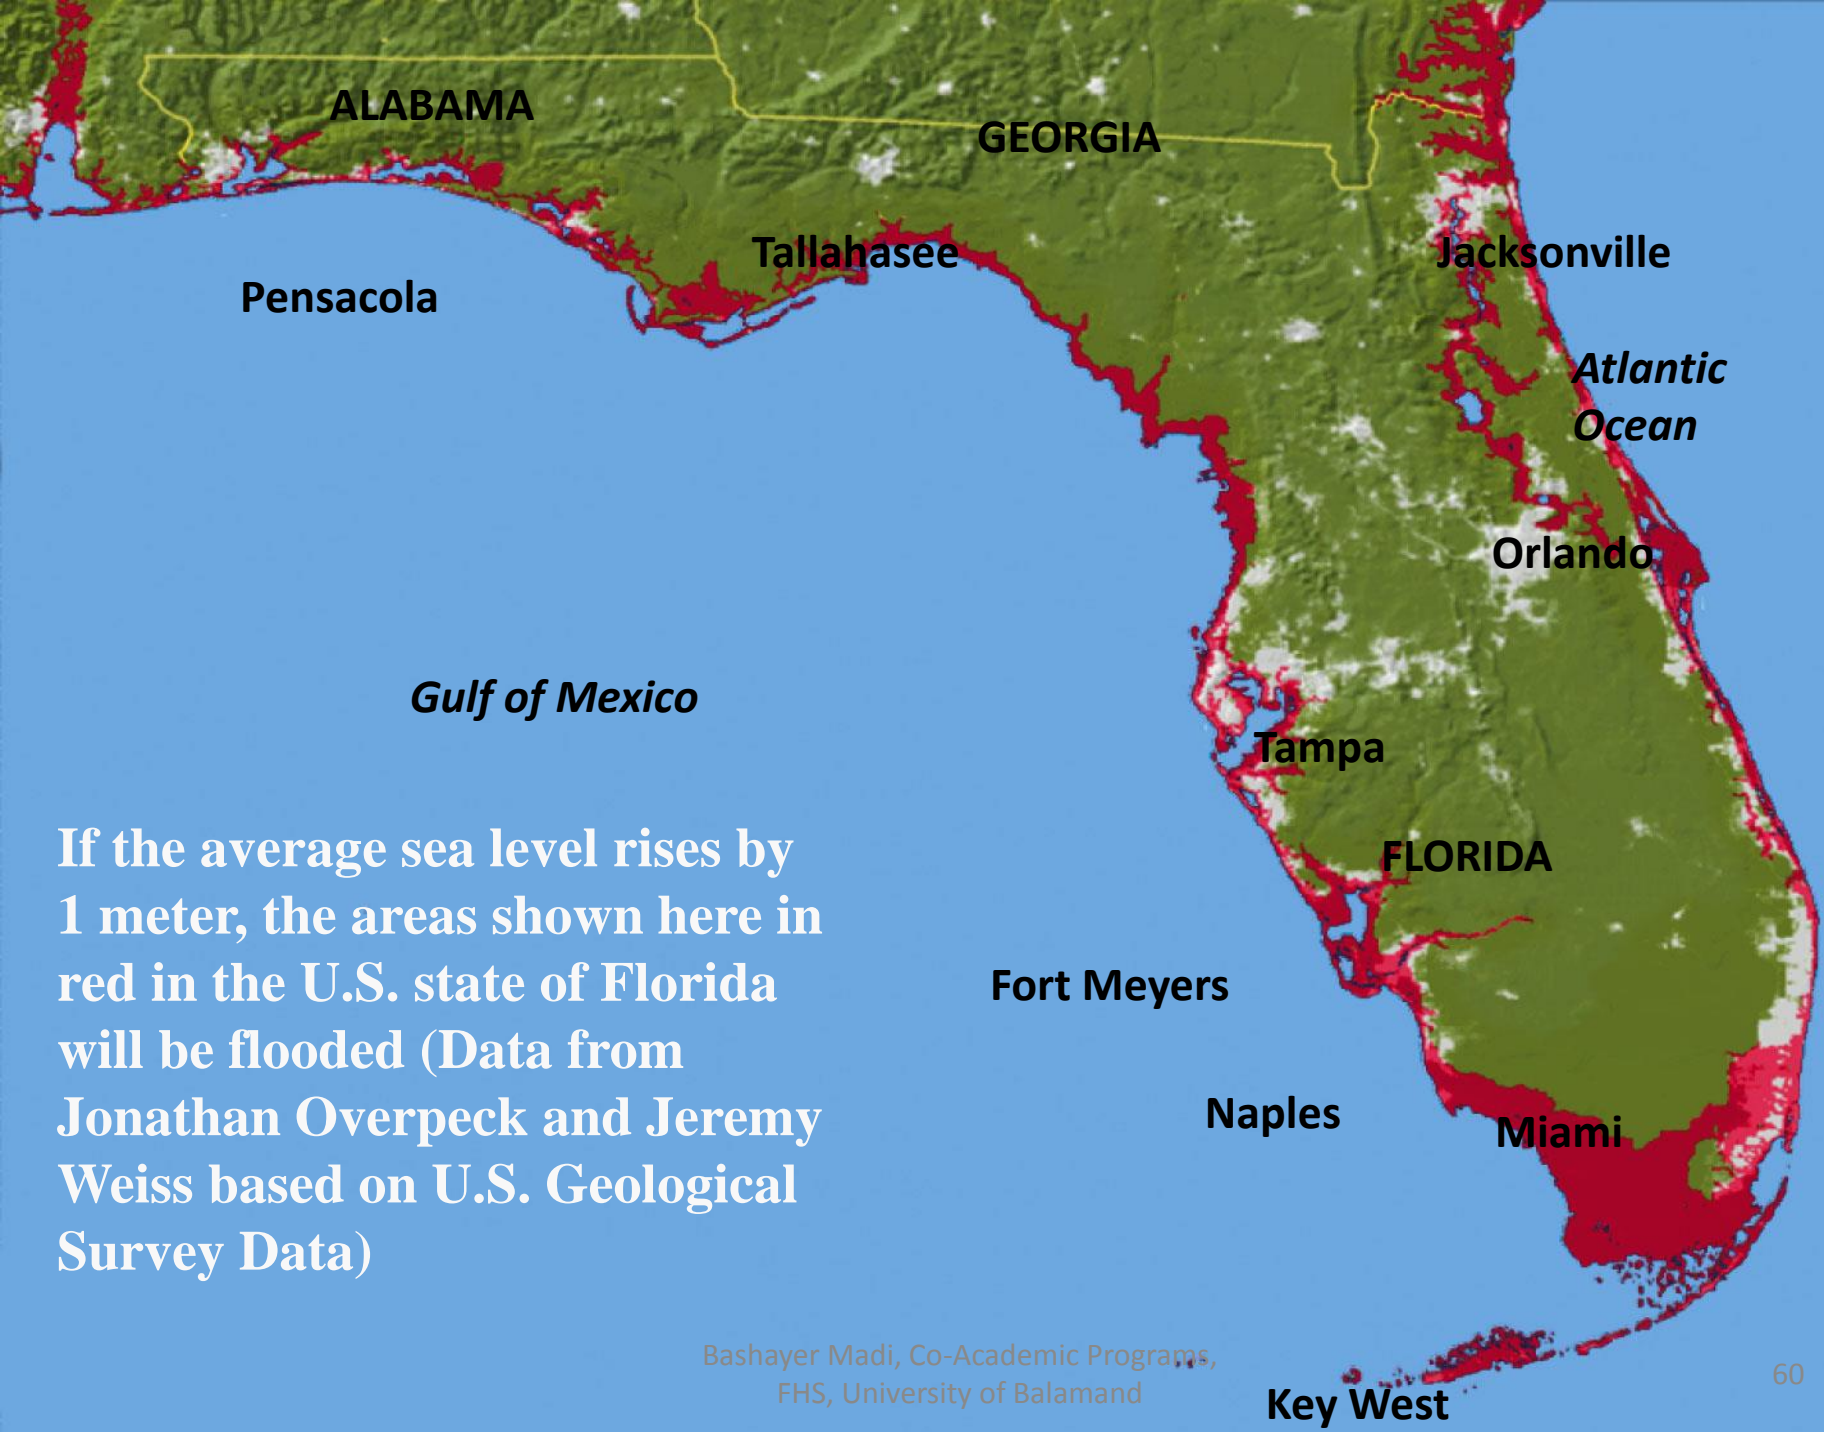 ALABAMA
GEORGIA
Tallahasee
Jacksonville
Pensacola
Atlantic
Ocean
Orlando
Gulf of Mexico
Tampa
If the average sea level rises by
1 meter, the areas shown here in
red in the U.S. state of Florida
will be flooded (Data from
Jonathan Overpeck and Jeremy
Weiss based on U.S. Geological
Survey Data)
FLORIDA
Fort Meyers
Naples
Miami
Key West
Bashayer Madi, Co-Academic Programs,
FHS, University of Balamand
60